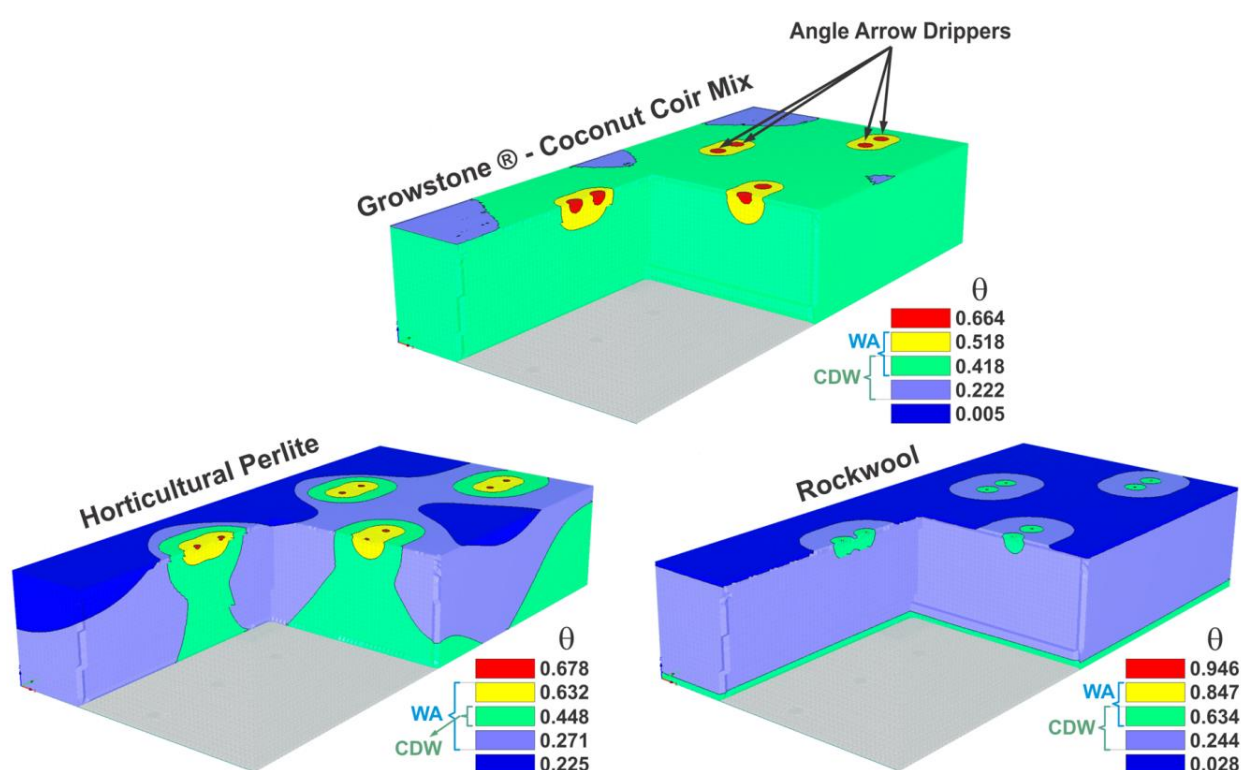 Angle Arrow Drippers
Growstone ® - Coconut Coir Mix
θ
0.664
WA 0.518
0.418
CDW 0.222
0.005
Horticultural Perlite
θ
0.678
0.632
WA 0.448
CDW 0.271
0.225
Rockwool
θ
0.946
WA 0.847
0.634
CDW 0.244
0.028